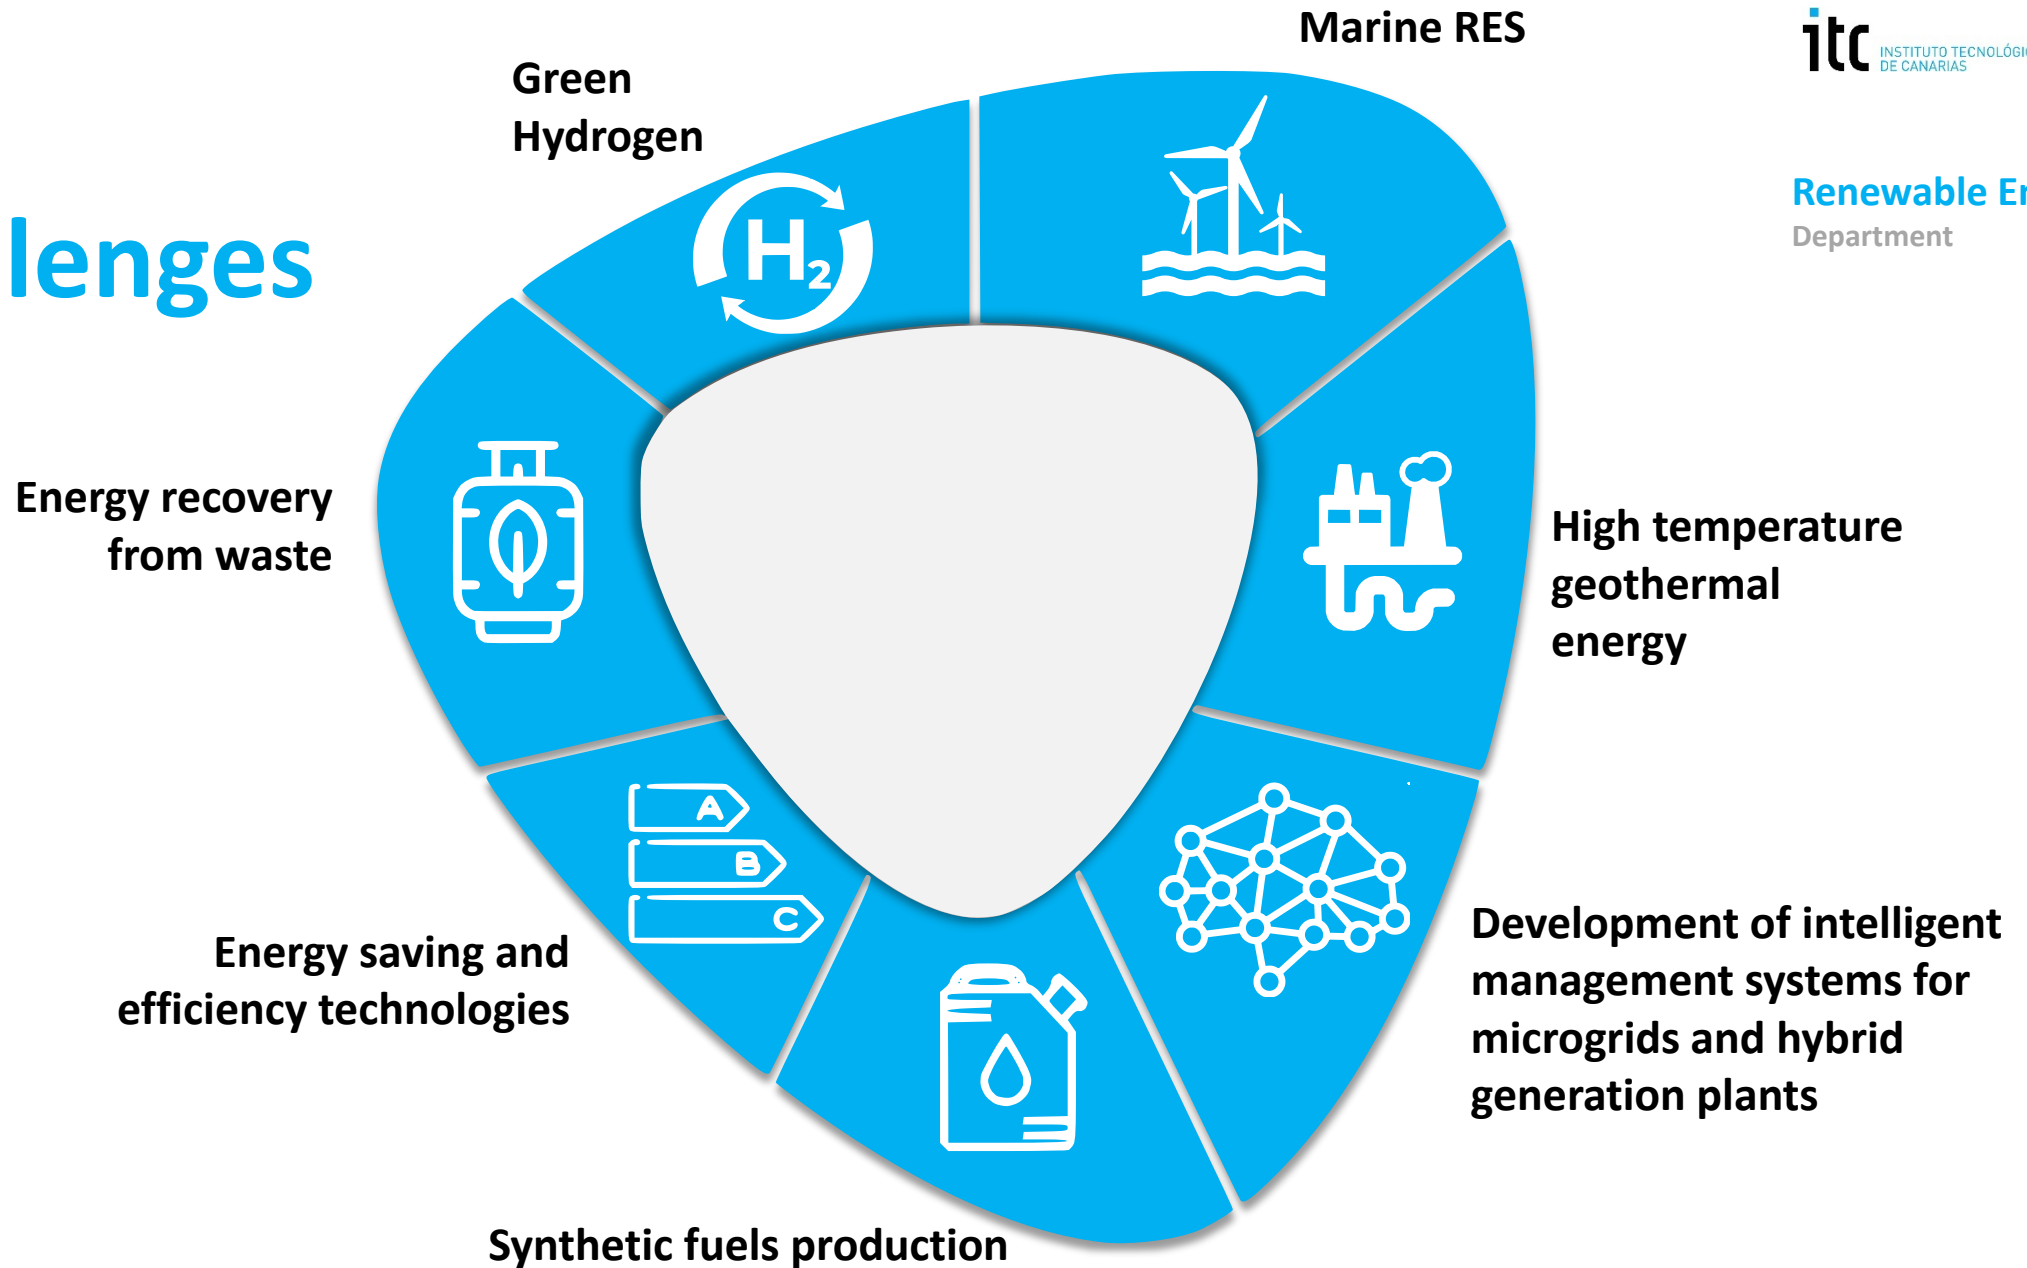 Marine RES
itc
INSTITUTO TECNOLÓGI
DE CANARIAS
Green
Hydrogen
Renewable Er
Department
lenges
H2
Energy recovery
from waste
High temperature
geothermal
energy
A
B
C
Energy saving and
efficiency technologies
Development of intelligent
management systems for
microgrids and hybrid
generation plants
Synthetic fuels production